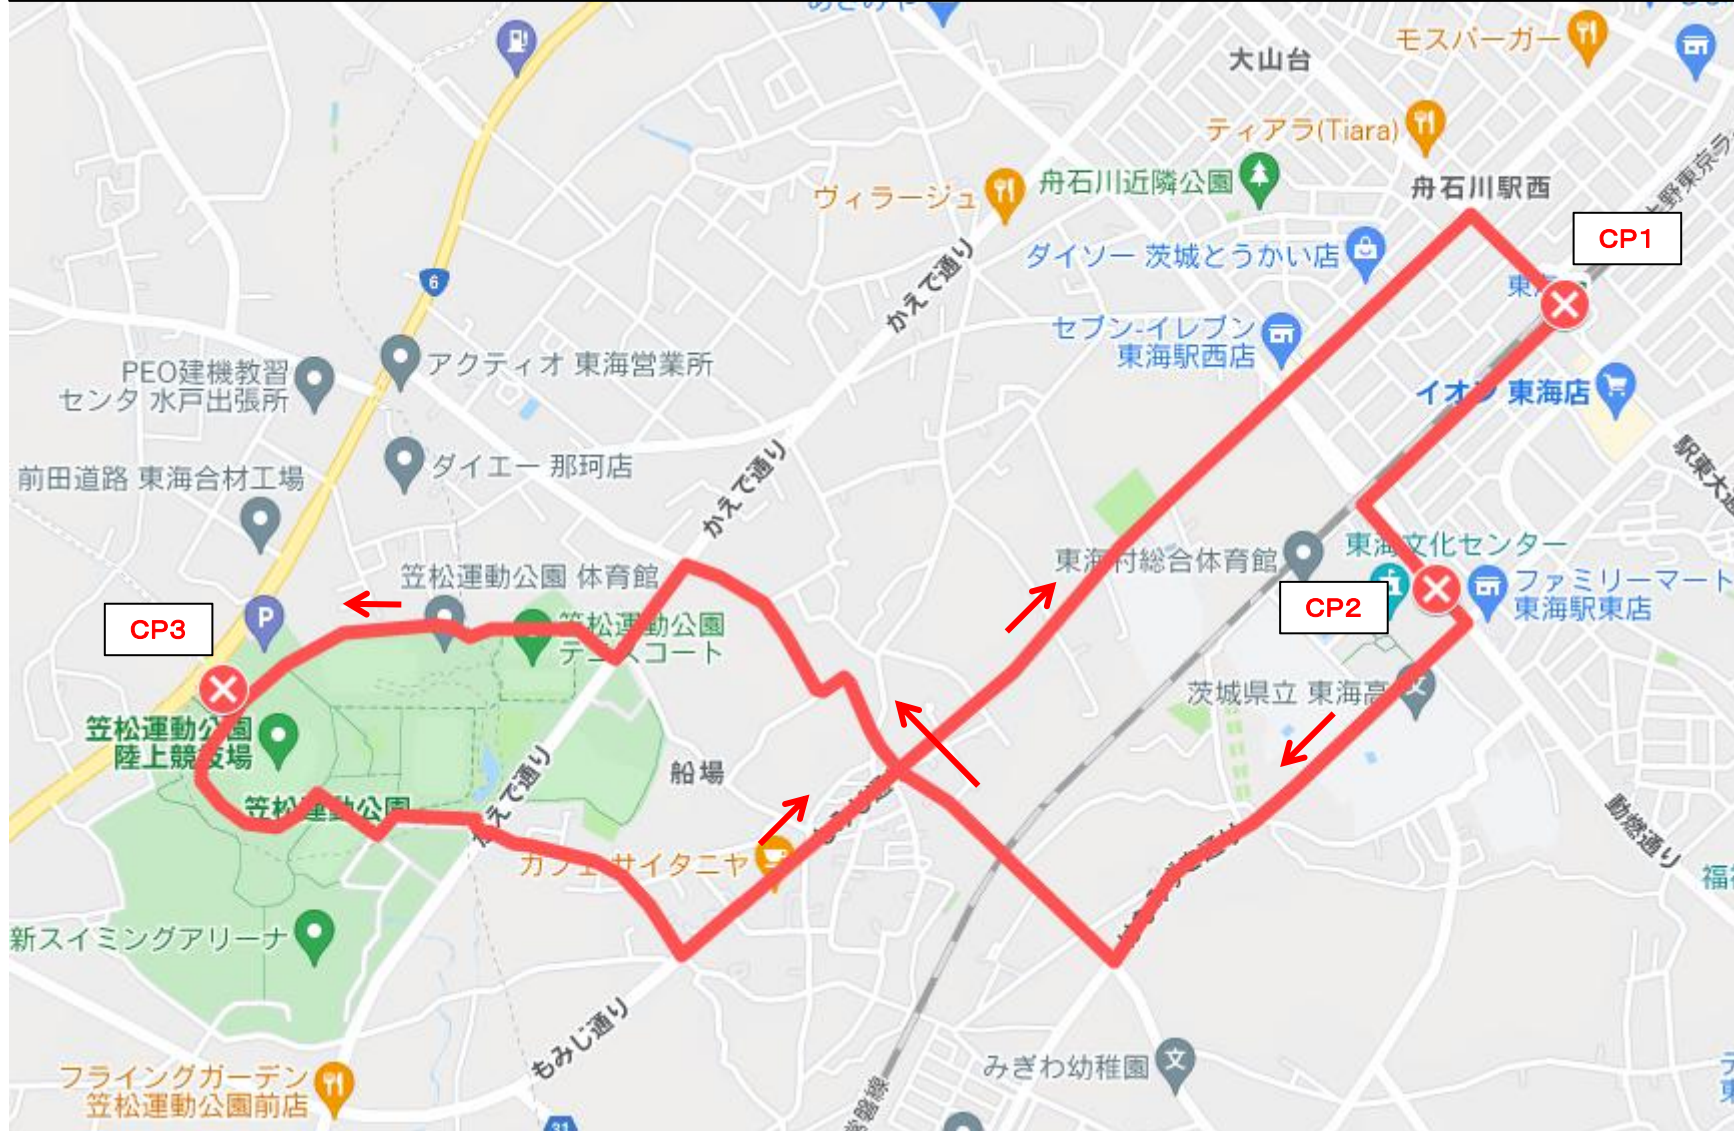 大山台
モスバーガー
ティアラ(Tiara)
舟石川近隣公園
舟石川駅西
ヴィラージュ
CP1
ダイソー 茨城とうかい店
かえで通り
6
セブン-イレブン
東海駅西店
アクティオ 東海営業所
PEO建機教習
センタ 水戸出張所
イオン 東海店
ダイエー 那珂店
かえで通り
前田道路 東海合材工場
東海村総合体育館
東海文化センター
笠松運動公園 体育館
ファミリーマート
東海駅東店
CP2
P
CP3
笠松運動公園
テニスコート
茨城県立 東海高
笠松運動公園
陸上競技場
船場
笠松運動公園
かえで通り
カフェ サイタニヤ
動燃通り
新スイミングアリーナ
もみじ通り
みぎわ幼稚園
フライングガーデン
笠松運動公園前店
31
常磐線